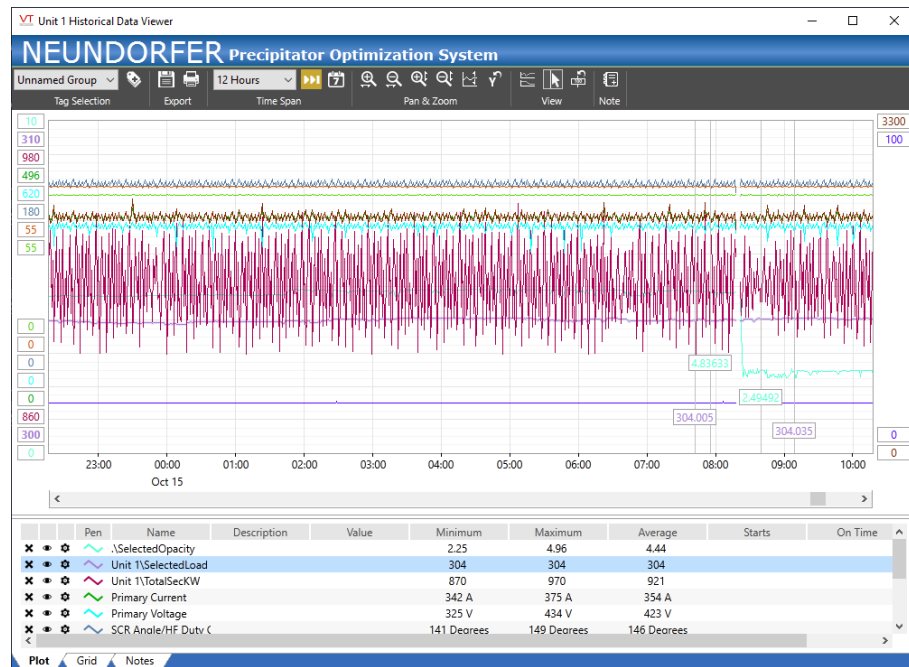 VT Unit 1 Historical Data Viewer
NEUNDORFER Precipitator Optimization System
Unnamed Group 12 Hours 7
Tag Selection Export Time Span Pan & Zoom View Note
10 3300
310 100
980
496
620
180
55
55
0
0
0
0
0
860
300 0
0 0
4.83633
2.49492
304.005
304.035
23:00 00:00 01:00 02:00 03:00 04:00 05:00 06:00 07:00 08:00 09:00 10:00
Oct 15
Pen Name Description Value Minimum Maximum Average Starts On Time
.\SelectedOpacity 2.25 4.96 4.44
Unit 1\SelectedLoad 304 304 304
Unit 1\TotalSecKW 870 970 921
Primary Current 342 A 375 A 354 A
Primary Voltage 325 V 434 V 423 V
SCR Angle/HF Duty 141 Degrees 149 Degrees 146 Degrees
Plot Grid Notes